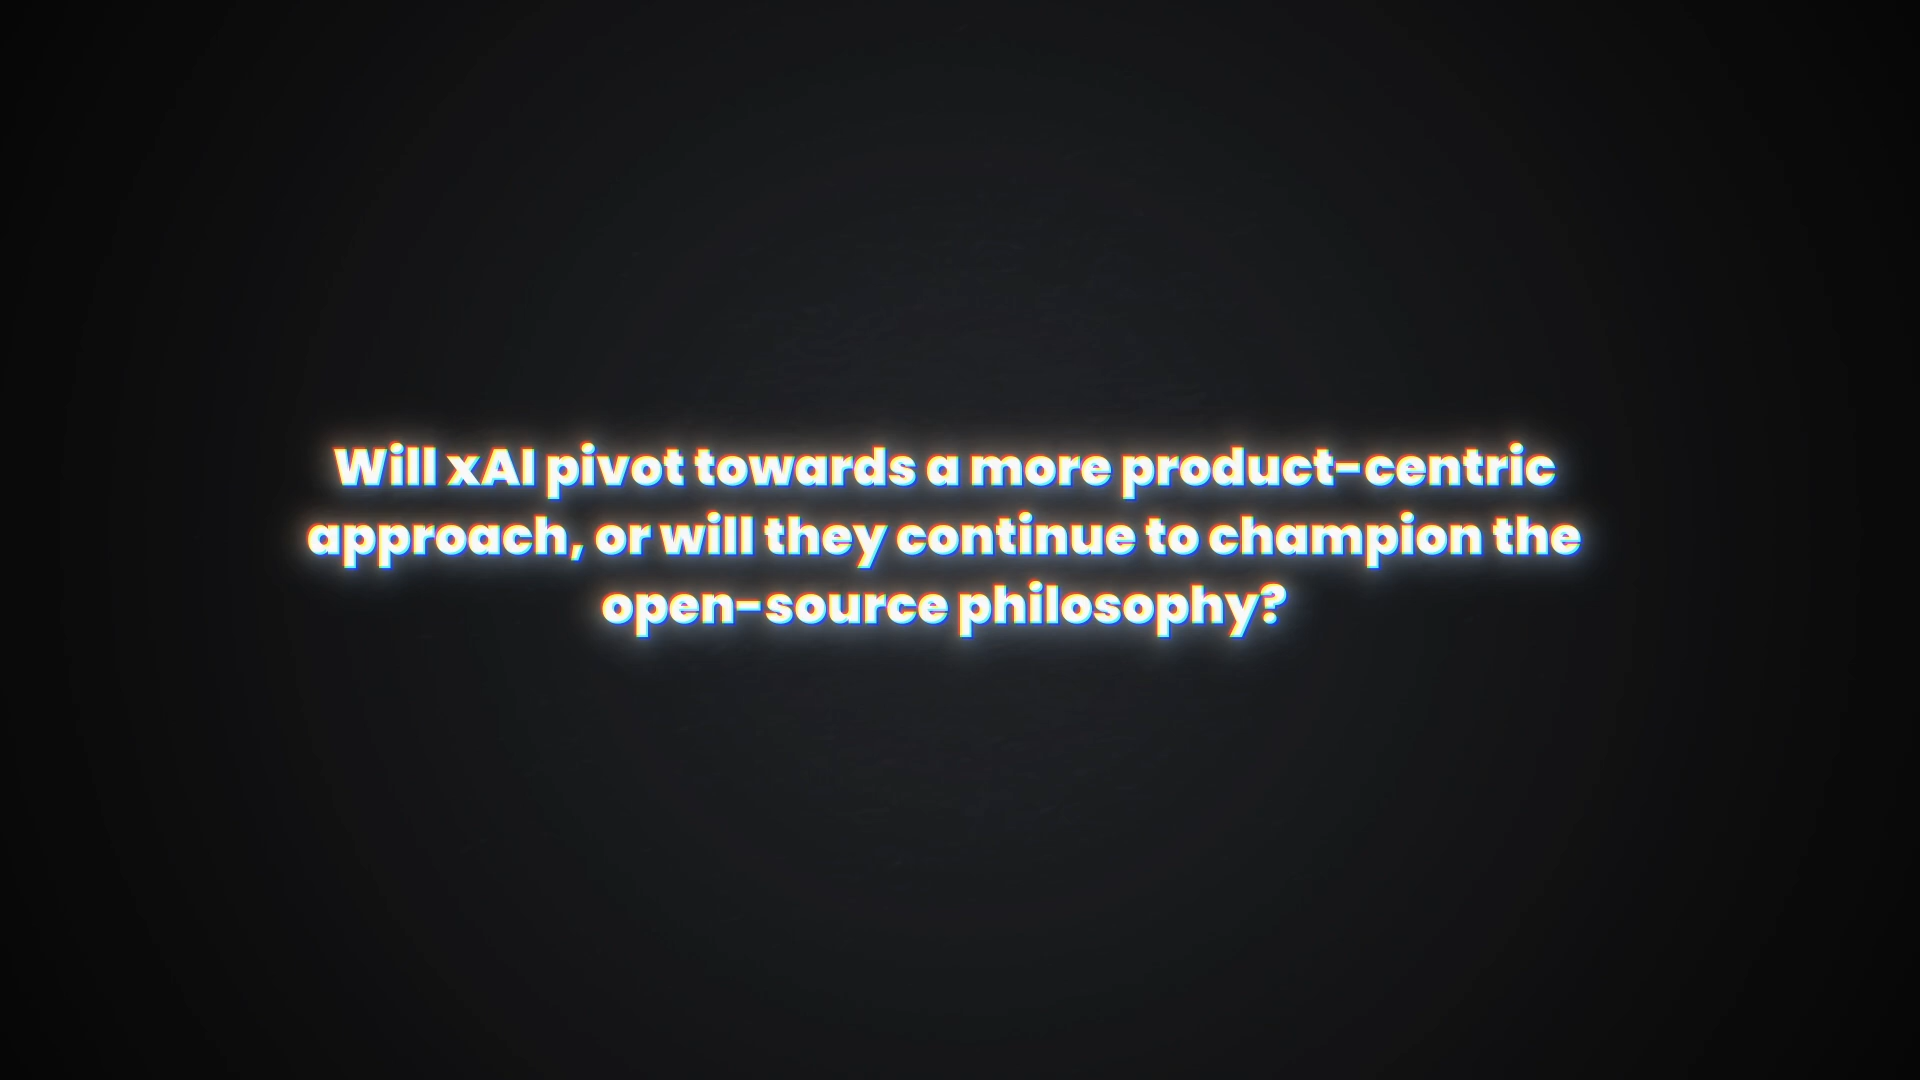 Will xAI pivot towards a more product-centric
approach, or will they continue to champion the
open-source philosophy?